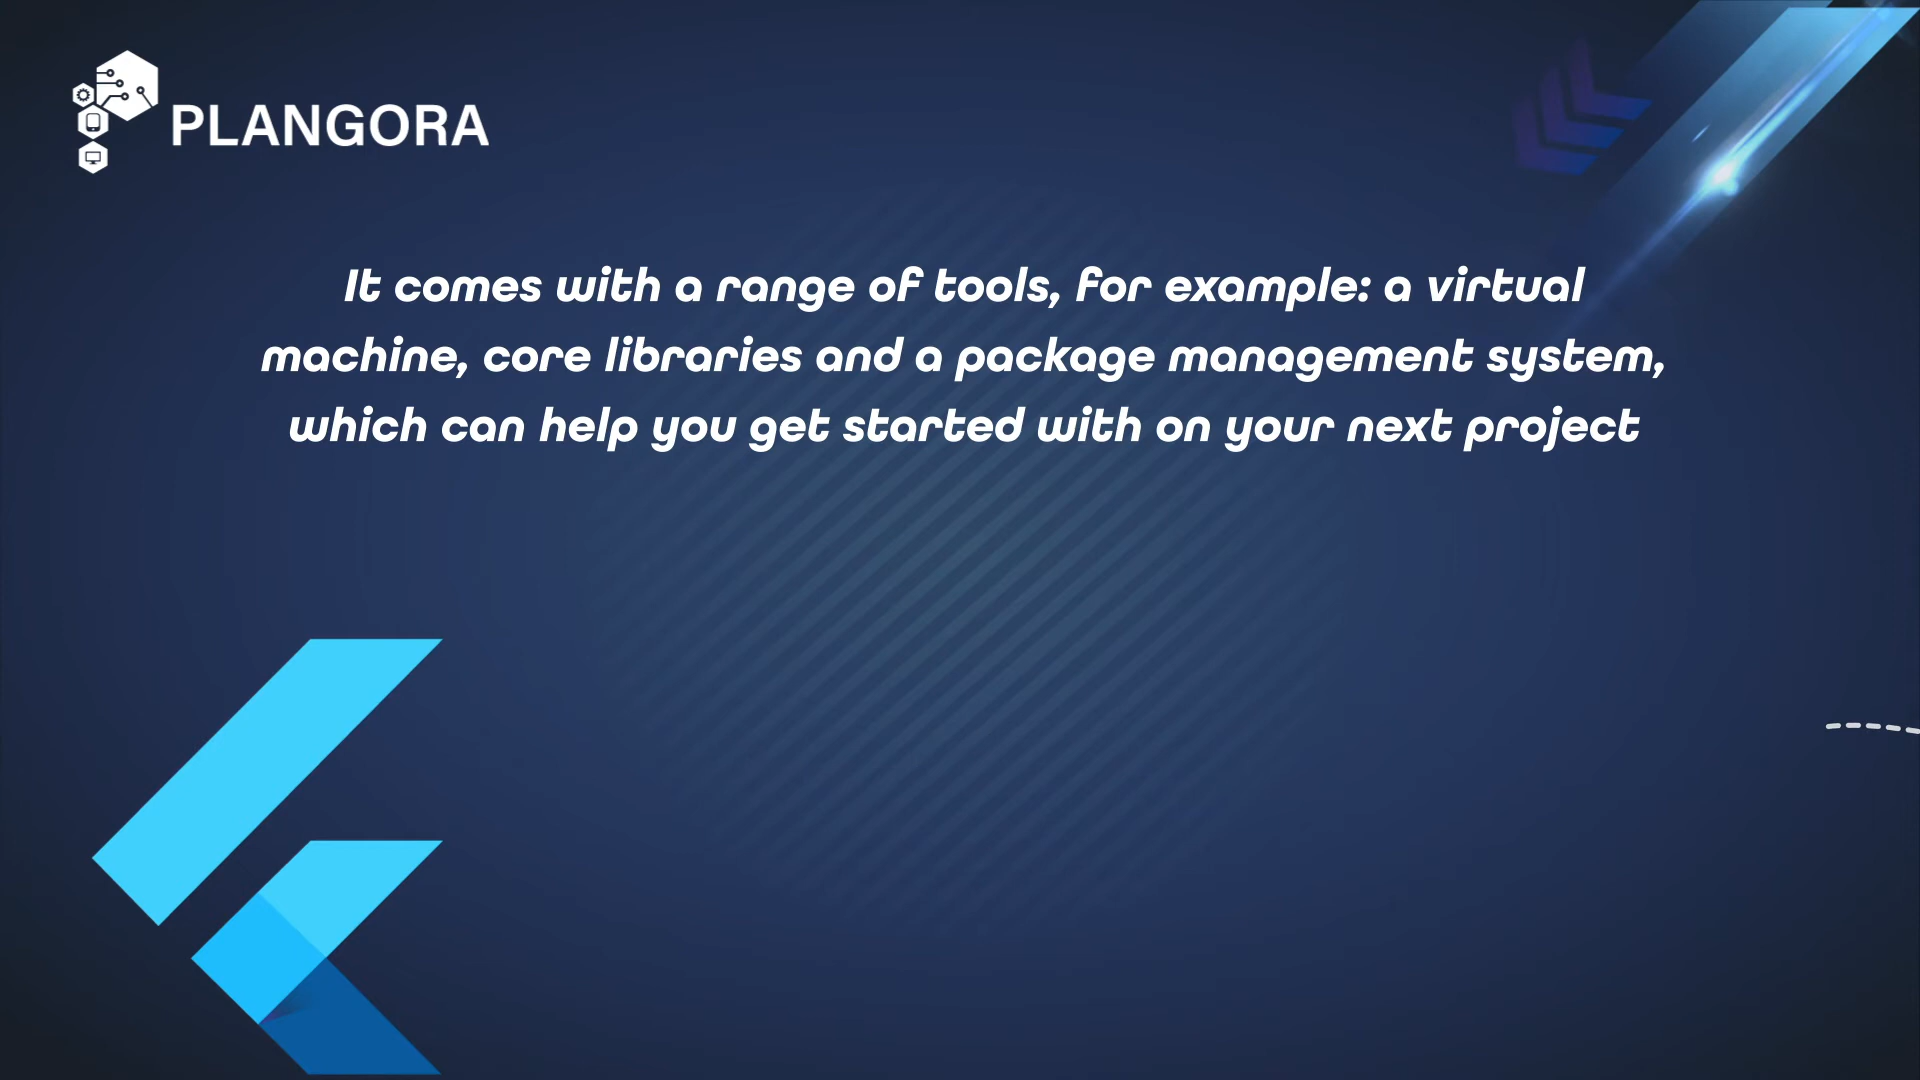 PLANGORA
It comes with a range of tools, for example: a virtual
machine, core libraries and a package management system,
which can help you get started with on your next project